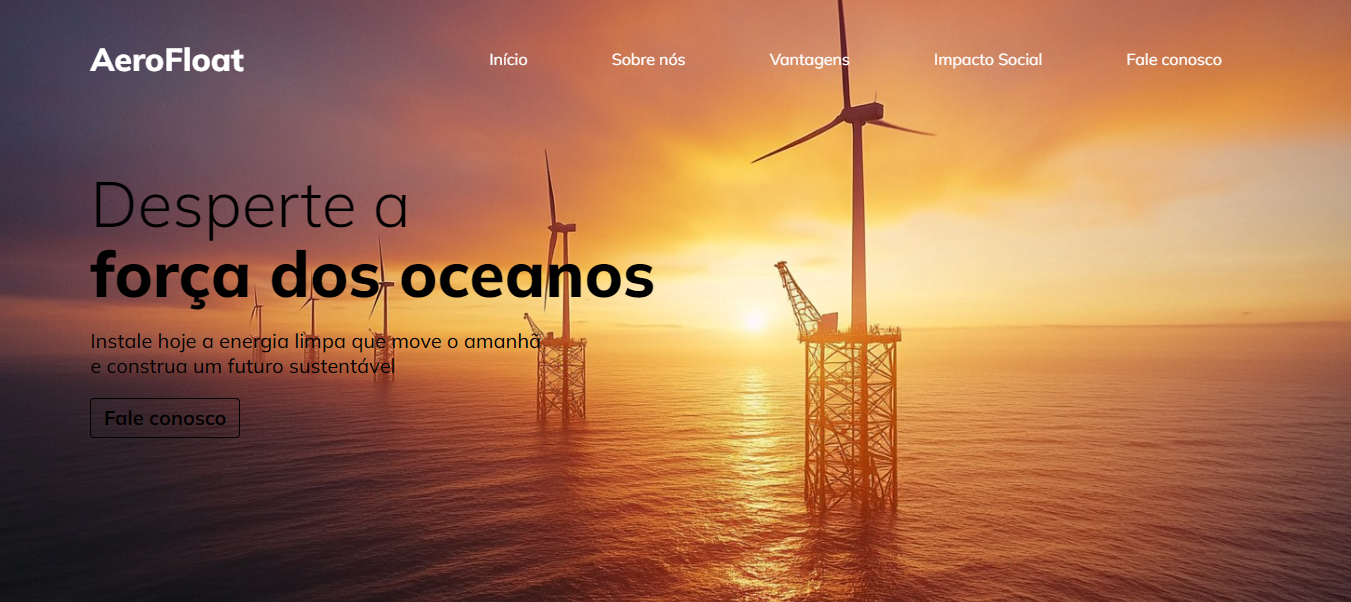 AeroFloat
Início
Sobre nós
Vantagens
Impacto Social
Fale conosco
Desperte a
força dos oceanos
Instale hoje a energia limpa que move o amanhã
e construa um futuro sustentável
Fale conosco